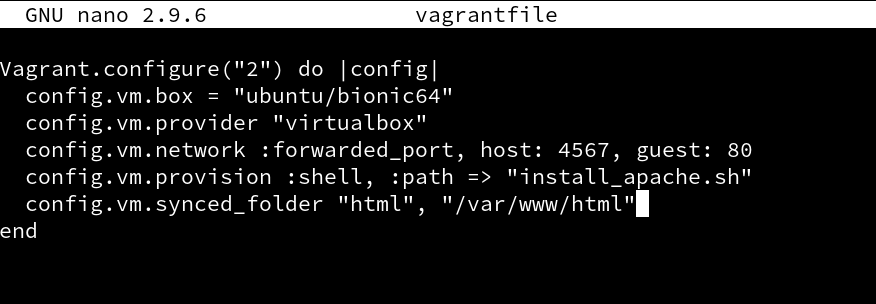 GNU nano 2.9.6 vagrantfile
Vagrant.configure("2") do |config|
  config.vm.box = "ubuntu/bionic64"
  config.vm.provider "virtualbox"
  config.vm.network :forwarded_port, host: 4567, guest: 80
  config.vm.provision :shell, :path => "install_apache.sh"
  config.vm.synced_folder "html", "/var/www/html"
end